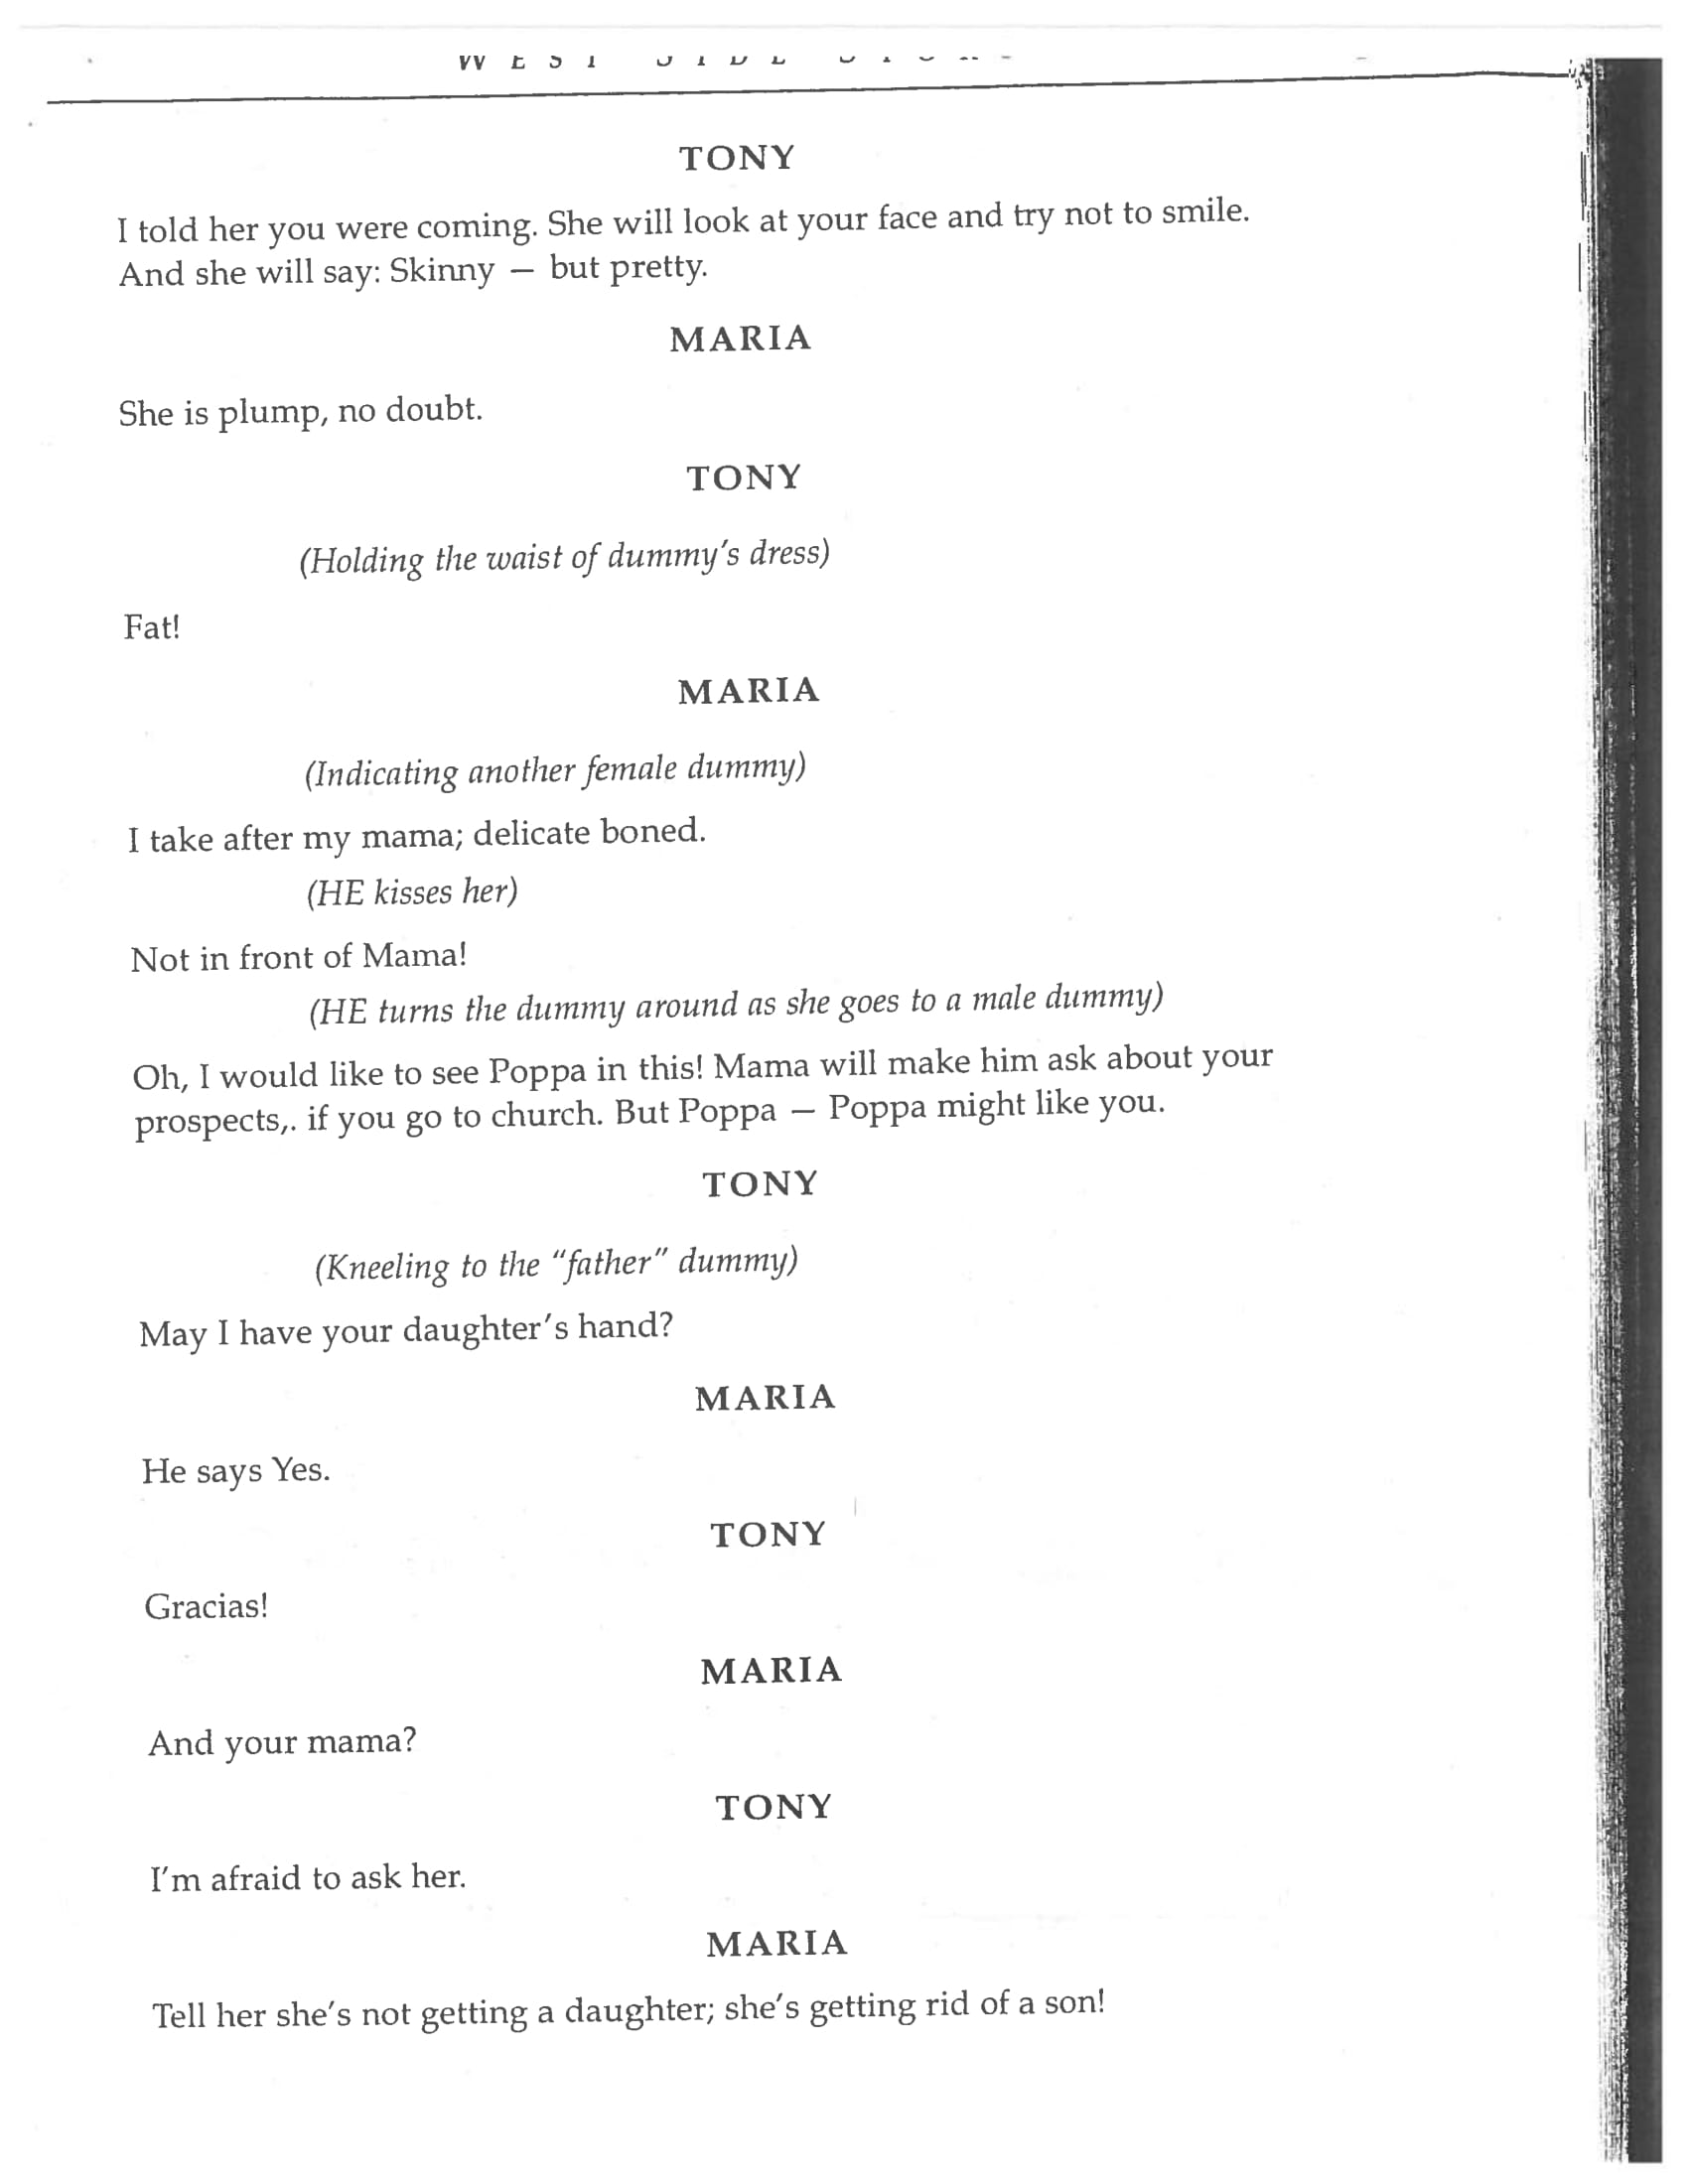 TONY
I told her you were coming. She will look at your face and try not to smile.
And she will say: Skinny — but pretty.
MARIA
She is plump, no doubt.
TONY
(Holding the waist of dummy's dress)
Fat!
MARIA
(Indicating another female dummy)
I take after my mama; delicate boned.
(HE kisses her)
Not in front of Mama!
(HE turns the dummy around as she goes to a male dummy)
Oh, I would like to see Poppa in this! Mama will make him ask about your
prospects,. if you go to church. But Poppa — Poppa might like you.
TONY
(Kneeling to the "father" dummy)
May I have your daughter's hand?
MARIA
He says Yes.
TONY
Gracias!
MARIA
And your mama?
TONY
I'm afraid to ask her.
MARIA
Tell her she's not getting a daughter; she's getting rid of a son!